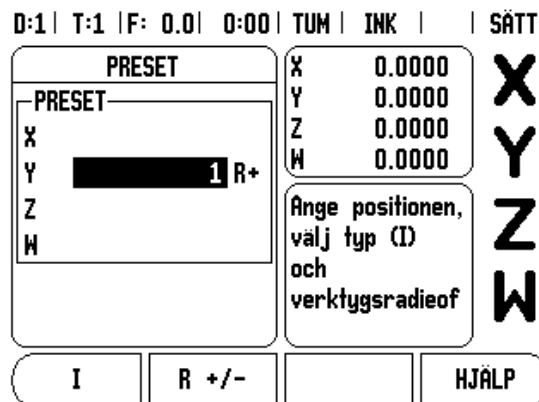 D:1 | T:1 | F: 0.0 | 0:00 | TUM | INK | | SÄTT
PRESET
PRESET
X
Y 1 R+
Z
W
X 0.0000
Y 0.0000
Z 0.0000
W 0.0000
Ange positionen,
välj typ (I)
och
verktygsradieof
X
Y
Z
W
I
R +/-
HJÄLP